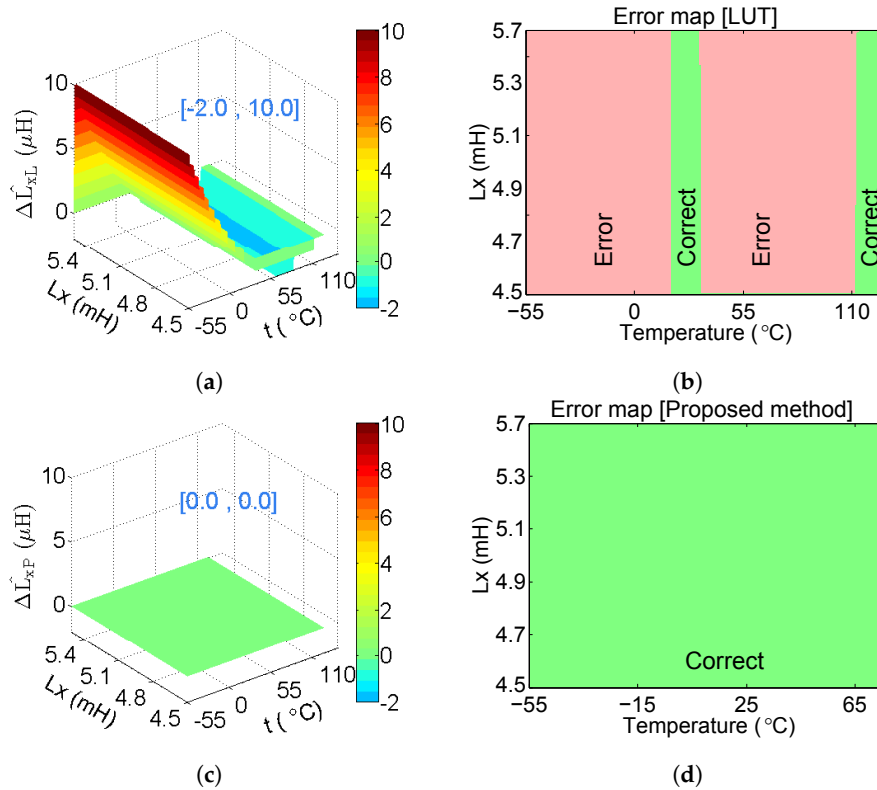 10
5
0
ΔL̂xL (μH)
[-2.0 , 10.0]
5.4
5.1
4.8
4.5
Lx (mH)
-55
0
55
110
t ( °C)
10
8
6
4
2
0
-2
(a)
Error map [LUT]
5.7
5.5
5.3
5.1
4.9
4.7
4.5
Lx (mH)
Error
Correct
Error
Correct
−55
0
55
110
Temperature ( °C)
(b)
10
5
0
ΔL̂xP (μH)
[0.0 , 0.0]
5.4
5.1
4.8
4.5
Lx (mH)
-55
0
55
110
t ( °C)
10
8
6
4
2
0
-2
(c)
Error map [Proposed method]
5.7
5.5
5.3
5.1
4.9
4.7
4.5
Lx (mH)
Correct
−55
−15
25
65
Temperature ( °C)
(d)